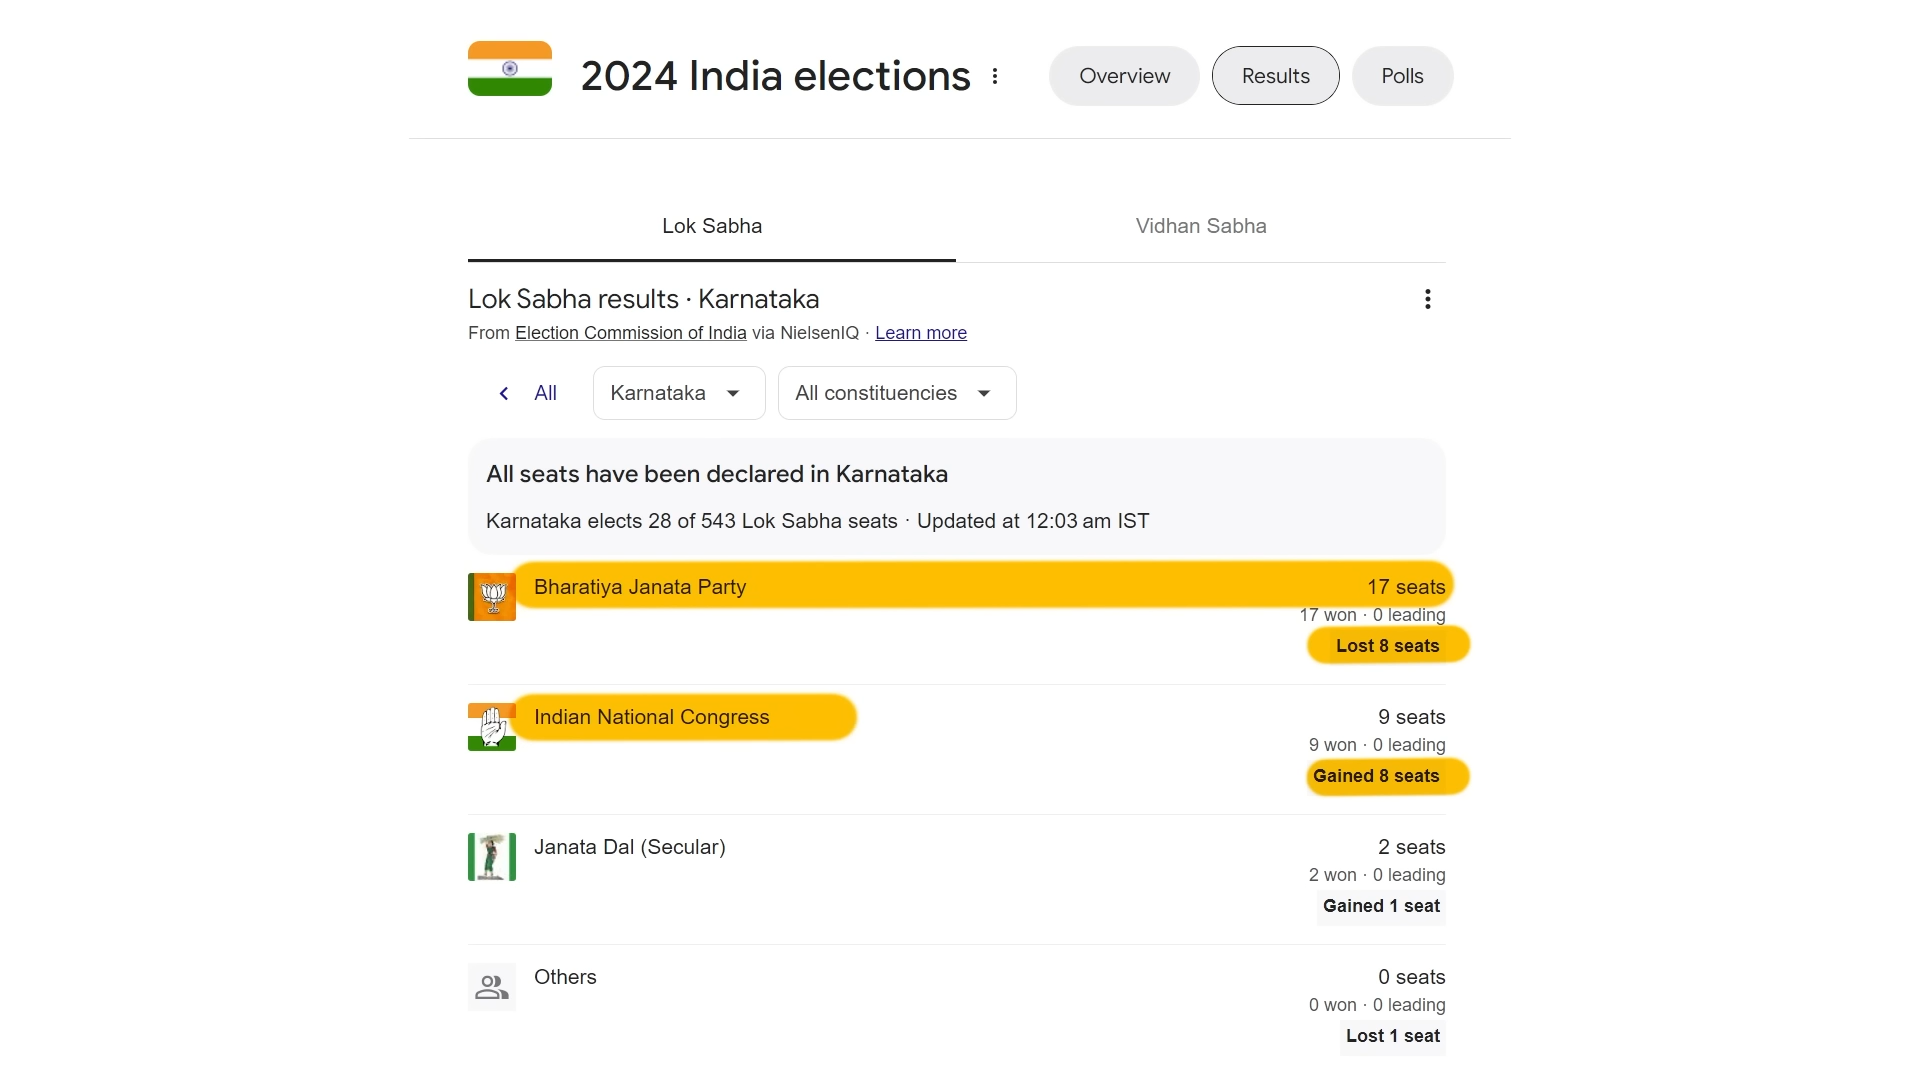 2024 India elections
Overview
Results
Polls
Lok Sabha
Vidhan Sabha
Lok Sabha results · Karnataka
From Election Commission of India via NielsenIQ · Learn more
All
Karnataka
All constituencies
All seats have been declared in Karnataka
Karnataka elects 28 of 543 Lok Sabha seats · Updated at 12:03 am IST
Bharatiya Janata Party
17 seats
17 won · 0 leading
Lost 8 seats
Indian National Congress
9 seats
9 won · 0 leading
Gained 8 seats
Janata Dal (Secular)
2 seats
2 won · 0 leading
Gained 1 seat
Others
0 seats
0 won · 0 leading
Lost 1 seat